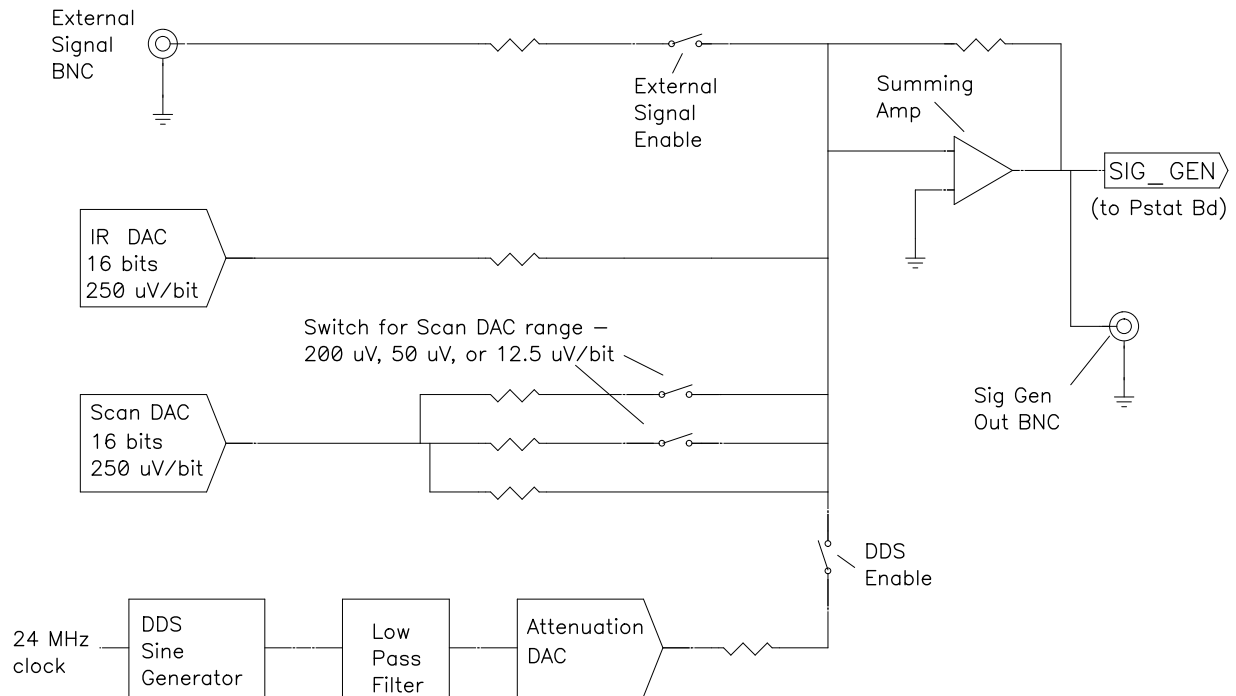 External
Signal
BNC
External
Signal
Enable
Summing
Amp
SIG_GEN
(to Pstat Bd)
IR DAC
16 bits
250 uV/bit
Switch for Scan DAC range –
200 uV, 50 uV, or 12.5 uV/bit
Scan DAC
16 bits
250 uV/bit
Sig Gen
Out BNC
DDS
Enable
24 MHz
clock
DDS
Sine
Generator
Low
Pass
Filter
Attenuation
DAC